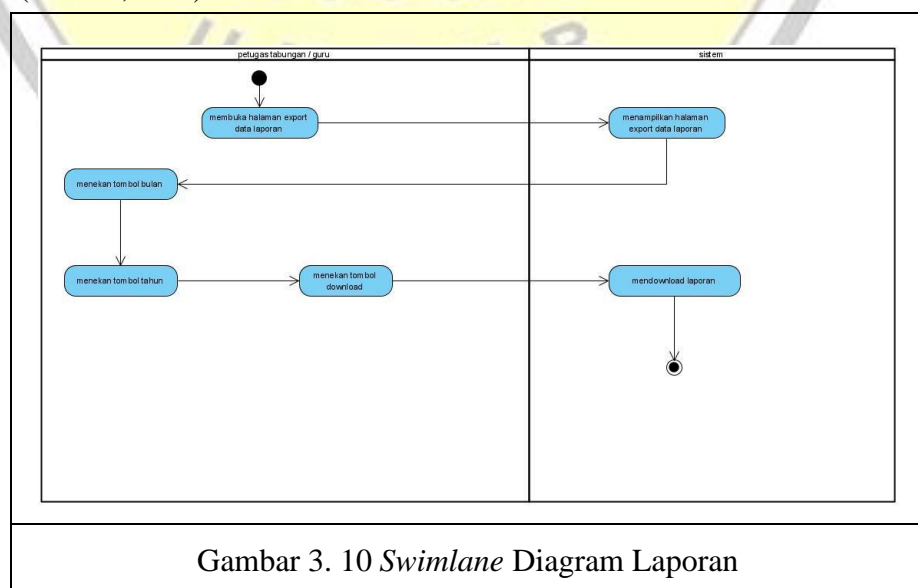 petugas tabungan / guru
sistem
membuka halaman export
data laporan
menampilkan halaman
export data laporan
menekan tombol bulan
menekan tombol tahun
menekan tombol
download
mendownload laporan
Gambar 3. 10 Swimlane Diagram Laporan